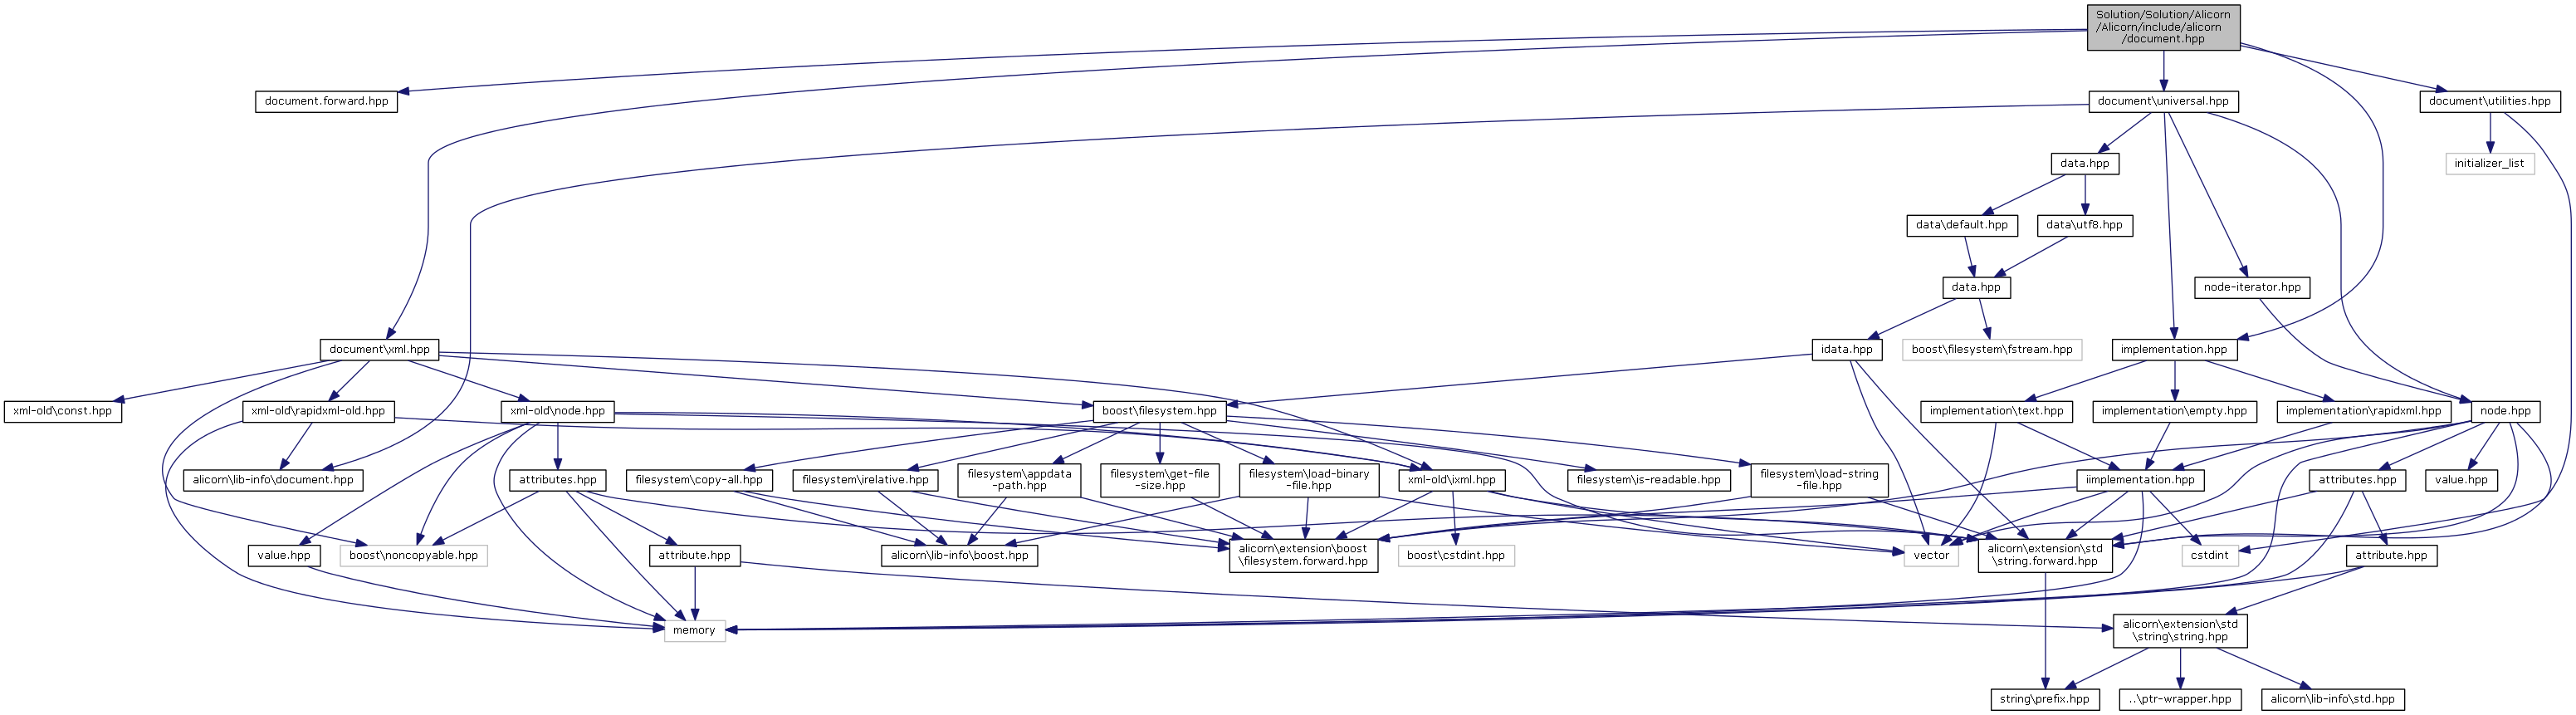 Solution/Solution/Alicorn
/Alicorn/include/alicorn
/document.hpp
document.forward.hpp
document\universal.hpp
document\utilities.hpp
data.hpp
initializer_list
data\default.hpp
data\utf8.hpp
data.hpp
node-iterator.hpp
document\xml.hpp
idata.hpp
boost\filesystem\fstream.hpp
implementation.hpp
xml-old\const.hpp
xml-old\rapidxml-old.hpp
xml-old\node.hpp
boost\filesystem.hpp
implementation\text.hpp
implementation\empty.hpp
implementation\rapidxml.hpp
node.hpp
alicorn\lib-info\document.hpp
attributes.hpp
filesystem\copy-all.hpp
filesystem\irelative.hpp
filesystem\appdata
-path.hpp
filesystem\get-file
-size.hpp
filesystem\load-binary
-file.hpp
xml-old\ixml.hpp
filesystem\is-readable.hpp
filesystem\load-string
-file.hpp
iimplementation.hpp
attributes.hpp
value.hpp
value.hpp
boost\noncopyable.hpp
attribute.hpp
alicorn\lib-info\boost.hpp
alicorn\extension\boost
\filesystem.forward.hpp
boost\cstdint.hpp
vector
alicorn\extension\std
\string.forward.hpp
cstdint
attribute.hpp
memory
alicorn\extension\std
\string\string.hpp
string\prefix.hpp
..\ptr-wrapper.hpp
alicorn\lib-info\std.hpp